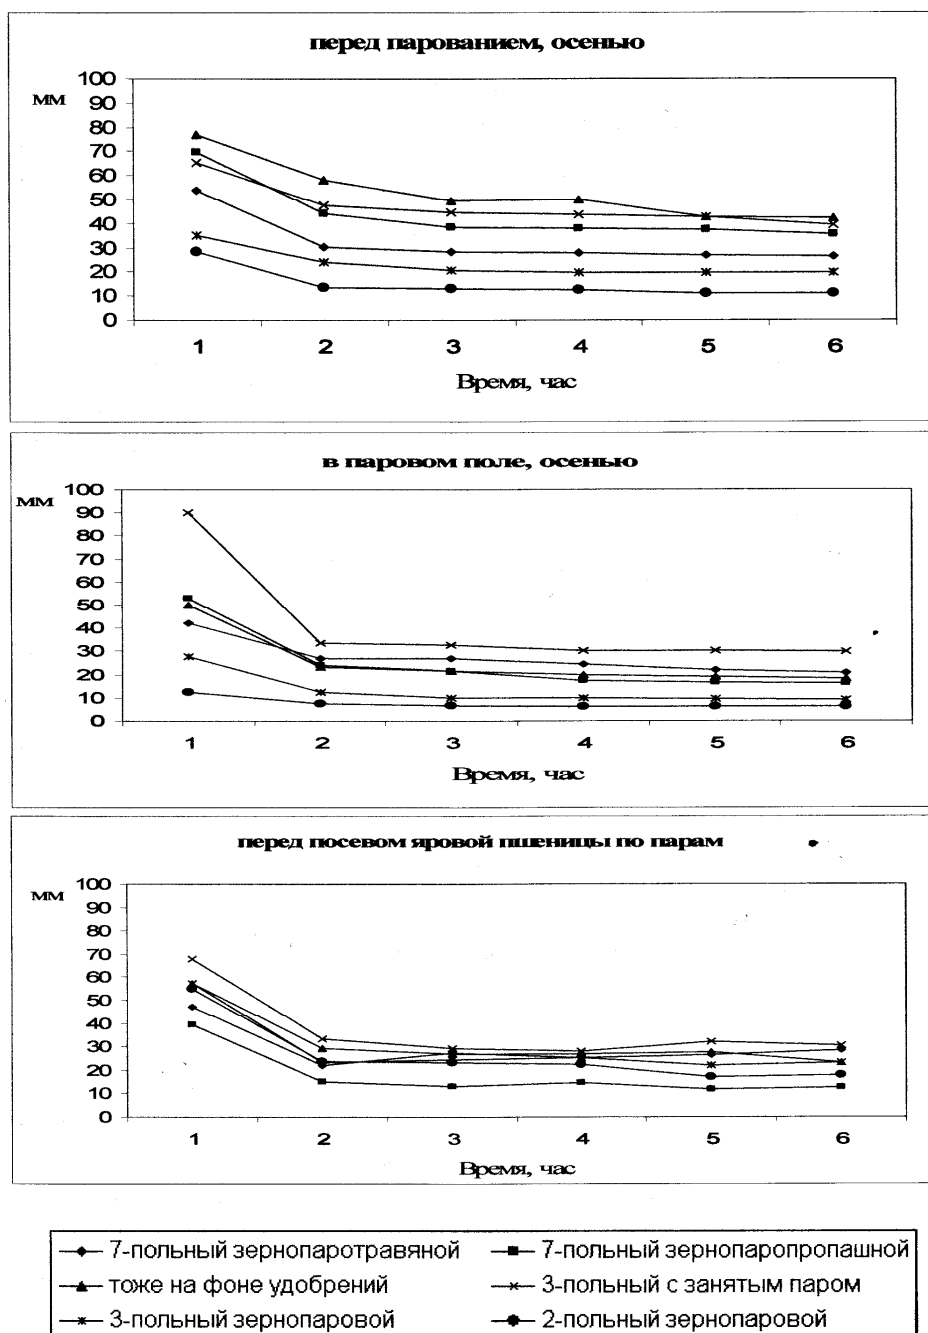 перед парованием, осенью
мм
100
90
80
70
60
50
40
30
20
10
0
1 2 3 4 5 6
Время, час
в паровом поле, осенью
мм
100
90
80
70
60
50
40
30
20
10
0
1 2 3 4 5 6
Время, час
перед посевом яровой пшеницы по парам
мм
100
90
80
70
60
50
40
30
20
10
0
1 2 3 4 5 6
Время, час
7-польный зернопаротравяной 7-польный зернопаропропашной
тоже на фоне удобрений 3-польный с занятым паром
3-польный зернопаровой 2-польный зернопаровой